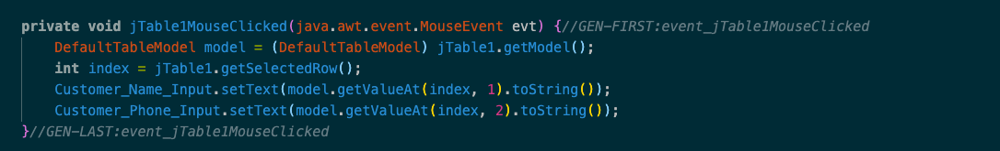 private void jTable1MouseClicked(java.awt.event.MouseEvent evt) {//GEN-FIRST:event_jTable1MouseClicked
    DefaultTableModel model = (DefaultTableModel) jTable1.getModel();
    int index = jTable1.getSelectedRow();
    Customer_Name_Input.setText(model.getValueAt(index, 1).toString());
    Customer_Phone_Input.setText(model.getValueAt(index, 2).toString());
}//GEN-LAST:event_jTable1MouseClicked